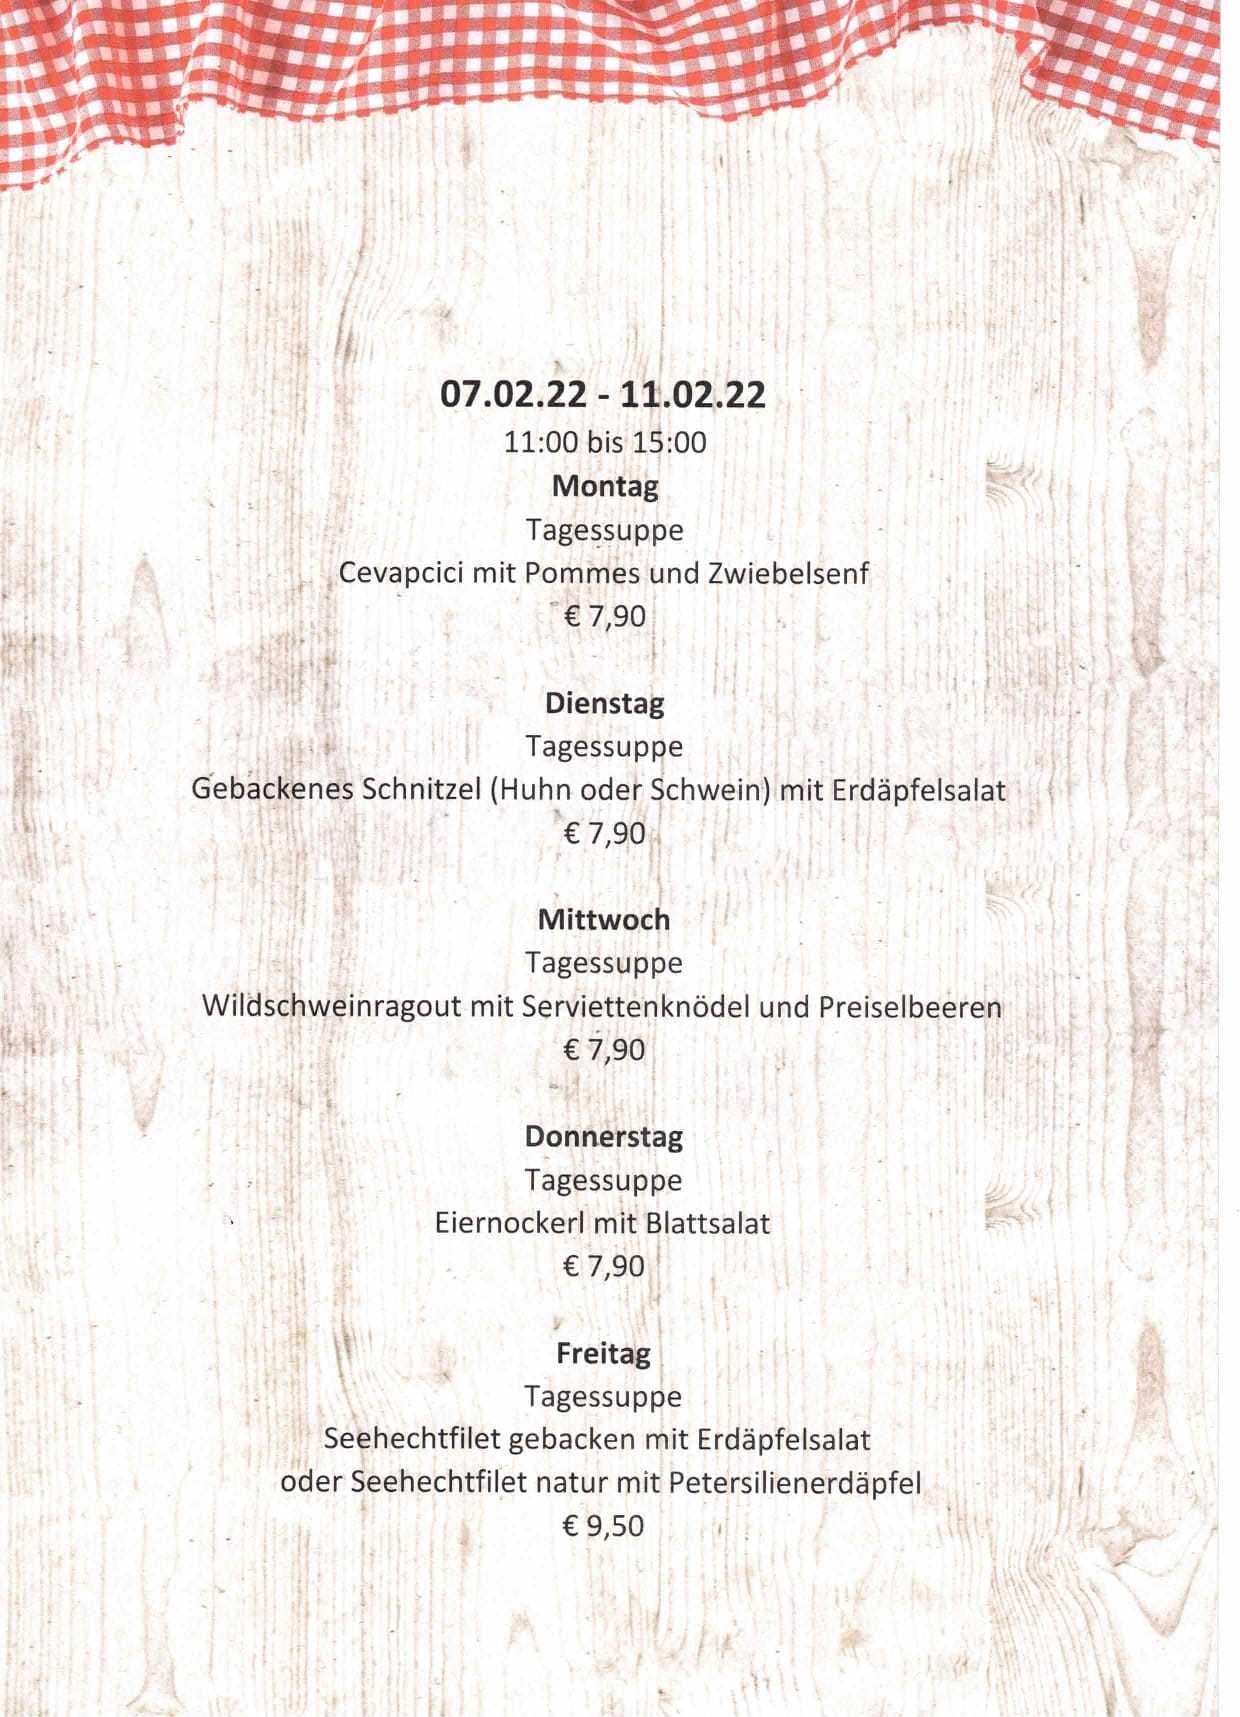 07.02.22 - 11.02.22
11:00 bis 15:00
Montag
Tagessuppe
Cevapcici mit Pommes und Zwiebelsenf
€ 7,90
Dienstag
Tagessuppe
Gebackenes Schnitzel (Huhn oder Schwein) mit Erdäpfelsalat
€ 7,90
Mittwoch
Tagessuppe
Wildschweinragout mit Serviettenknödel und Preiselbeeren
€ 7,90
Donnerstag
Tagessuppe
Eiernockerl mit Blattsalat
€ 7,90
Freitag
Tagessuppe
Seehechtfilet gebacken mit Erdäpfelsalat
oder Seehechtfilet natur mit Petersilienerdäpfel
€ 9,50